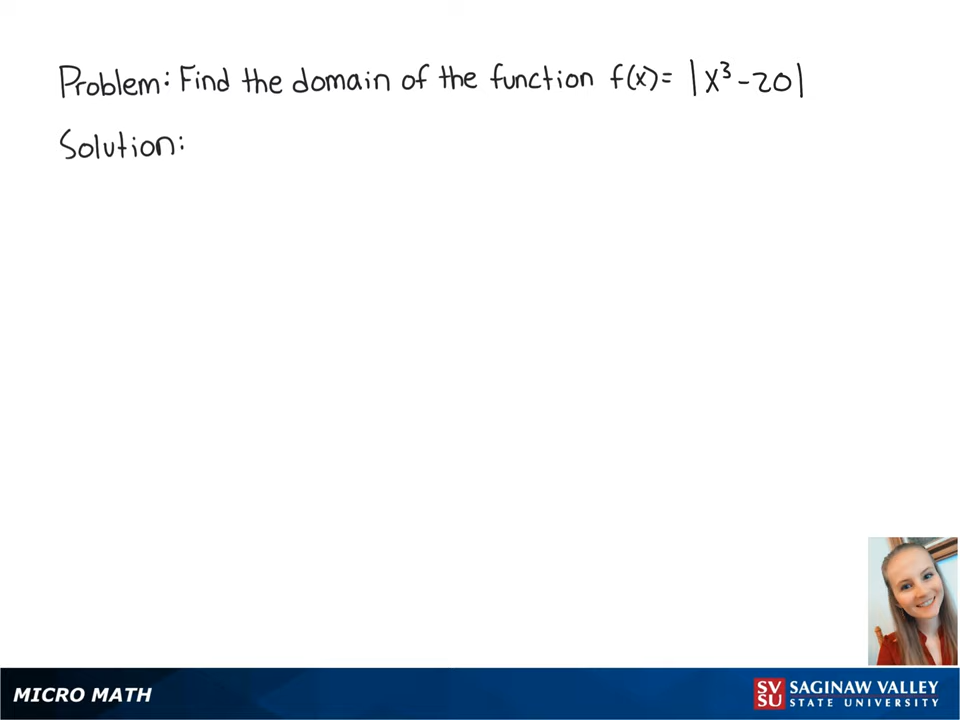 Problem: Find the domain of the function f(x)= |x³-20|
Solution:
MICRO MATH
SV SU SAGINAW VALLEY
STATE UNIVERSITY